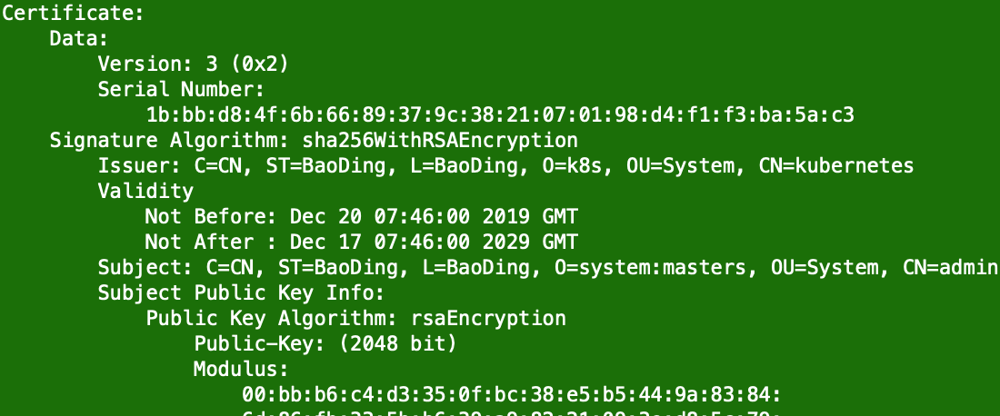 Certificate:
    Data:
        Version: 3 (0x2)
        Serial Number:
            1b:bb:d8:4f:6b:66:89:37:9c:38:21:07:01:98:d4:f1:f3:ba:5a:c3
    Signature Algorithm: sha256WithRSAEncryption
        Issuer: C=CN, ST=BaoDing, L=BaoDing, O=k8s, OU=System, CN=kubernetes
        Validity
            Not Before: Dec 20 07:46:00 2019 GMT
            Not After : Dec 17 07:46:00 2029 GMT
        Subject: C=CN, ST=BaoDing, L=BaoDing, O=system:masters, OU=System, CN=admin
        Subject Public Key Info:
            Public Key Algorithm: rsaEncryption
                Public-Key: (2048 bit)
                Modulus:
                    00:bb:b6:c4:d3:35:0f:bc:38:e5:b5:44:9a:83:84: